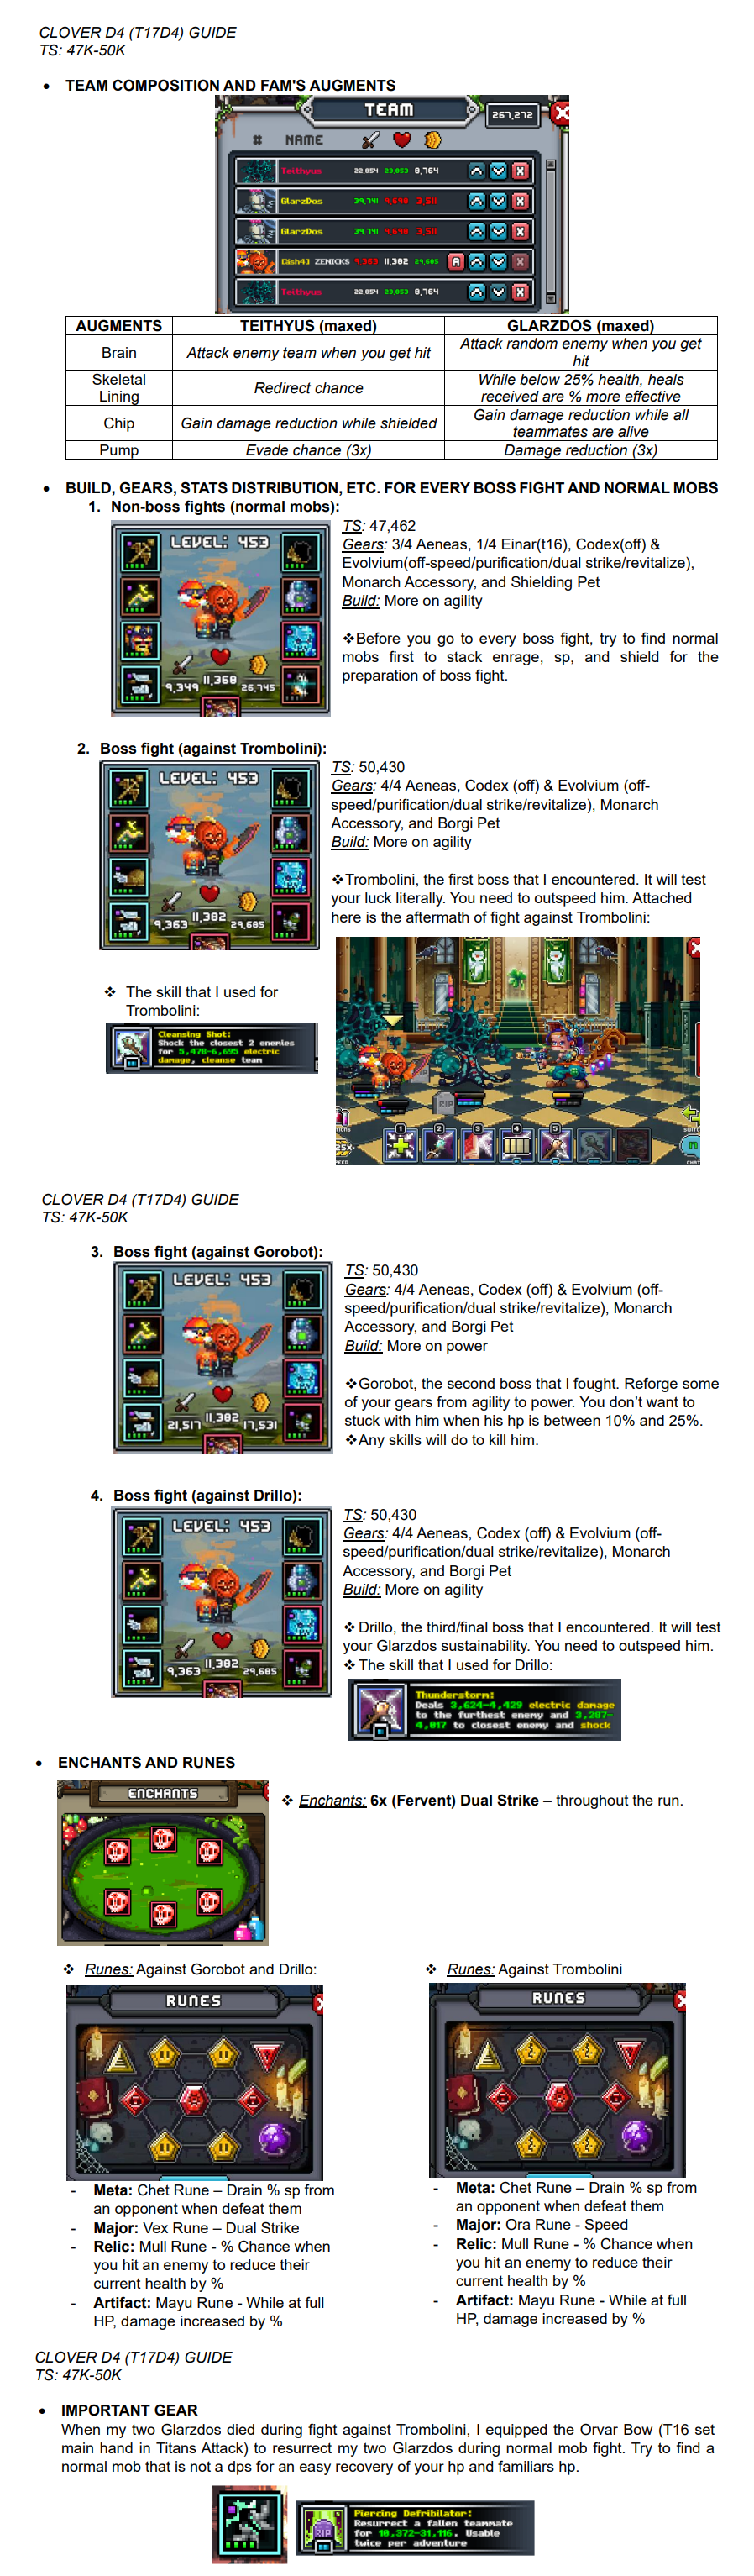 CLOVER D4 (T17D4) GUIDE
TS: 47K-50K
• TEAM COMPOSITION AND FAM'S AUGMENTS
TEAM
267,272
# NAME
Teithyus 22,854 23,053 8,764
GlarzDos 39,741 9,698 3,511
GlarzDos 39,741 9,698 3,511
ZENICKS 9,363 11,382 29,685 A
Teithyus 22,854 23,053 8,764
AUGMENTS TEITHYUS (maxed) GLARZDOS (maxed)
Brain Attack enemy team when you get hit Attack random enemy when you get
hit
Skeletal
Lining Redirect chance While below 25% health, heals
received are % more effective
Chip Gain damage reduction while shielded Gain damage reduction while all
teammates are alive
Pump Evade chance (3x) Damage reduction (3x)
• BUILD, GEARS, STATS DISTRIBUTION, ETC. FOR EVERY BOSS FIGHT AND NORMAL MOBS
1. Non-boss fights (normal mobs):
LEVEL: 453
9,349 11,368 26,745
TS: 47,462
Gears: 3/4 Aeneas, 1/4 Einar(t16), Codex(off) &
Evolvium(off-speed/purification/dual strike/revitalize),
Monarch Accessory, and Shielding Pet
Build: More on agility
❖Before you go to every boss fight, try to find normal
mobs first to stack enrage, sp, and shield for the
preparation of boss fight.
2. Boss fight (against Trombolini):
LEVEL: 453
9,363 11,382 29,685
TS: 50,430
Gears: 4/4 Aeneas, Codex (off) & Evolvium (off-
speed/purification/dual strike/revitalize), Monarch
Accessory, and Borgi Pet
Build: More on agility
❖Trombolini, the first boss that I encountered. It will test
your luck literally. You need to outspeed him. Attached
here is the aftermath of fight against Trombolini:
❖ The skill that I used for
Trombolini:
Cleansing Shot:
Shock the closest 2 enemies
for 5,478-6,695 electric
damage, cleanse team
RIP
1 2 3 4 5
CLOVER D4 (T17D4) GUIDE
TS: 47K-50K
3. Boss fight (against Gorobot):
LEVEL: 453
21,517 11,382 17,531
TS: 50,430
Gears: 4/4 Aeneas, Codex (off) & Evolvium (off-
speed/purification/dual strike/revitalize), Monarch
Accessory, and Borgi Pet
Build: More on power
❖Gorobot, the second boss that I fought. Reforge some
of your gears from agility to power. You don't want to
stuck with him when his hp is between 10% and 25%.
❖Any skills will do to kill him.
4. Boss fight (against Drillo):
LEVEL: 453
9,363 11,382 29,685
TS: 50,430
Gears: 4/4 Aeneas, Codex (off) & Evolvium (off-
speed/purification/dual strike/revitalize), Monarch
Accessory, and Borgi Pet
Build: More on agility
❖Drillo, the third/final boss that I encountered. It will test
your Glarzdos sustainability. You need to outspeed him.
❖The skill that I used for Drillo:
Thunderstorm:
Deals 3,624-4,429 electric damage
to the furthest enemy and 3,287-
4,017 to closest enemy and shock
• ENCHANTS AND RUNES
ENCHANTS
❖ Enchants: 6x (Fervent) Dual Strike – throughout the run.
❖ Runes: Against Gorobot and Drillo:
RUNES
- Meta: Chet Rune – Drain % sp from
an opponent when defeat them
- Major: Vex Rune – Dual Strike
- Relic: Mull Rune - % Chance when
you hit an enemy to reduce their
current health by %
- Artifact: Mayu Rune - While at full
HP, damage increased by %
❖ Runes: Against Trombolini
RUNES
- Meta: Chet Rune – Drain % sp from
an opponent when defeat them
- Major: Ora Rune - Speed
- Relic: Mull Rune - % Chance when
you hit an enemy to reduce their
current health by %
- Artifact: Mayu Rune - While at full
HP, damage increased by %
CLOVER D4 (T17D4) GUIDE
TS: 47K-50K
• IMPORTANT GEAR
When my two Glarzdos died during fight against Trombolini, I equipped the Orvar Bow (T16 set
main hand in Titans Attack) to resurrect my two Glarzdos during normal mob fight. Try to find a
normal mob that is not a dps for an easy recovery of your hp and familiars hp.
RIP
Piercing Defribilator:
Resurrect a fallen teammate
for 10,372-31,116. Usable
twice per adventure